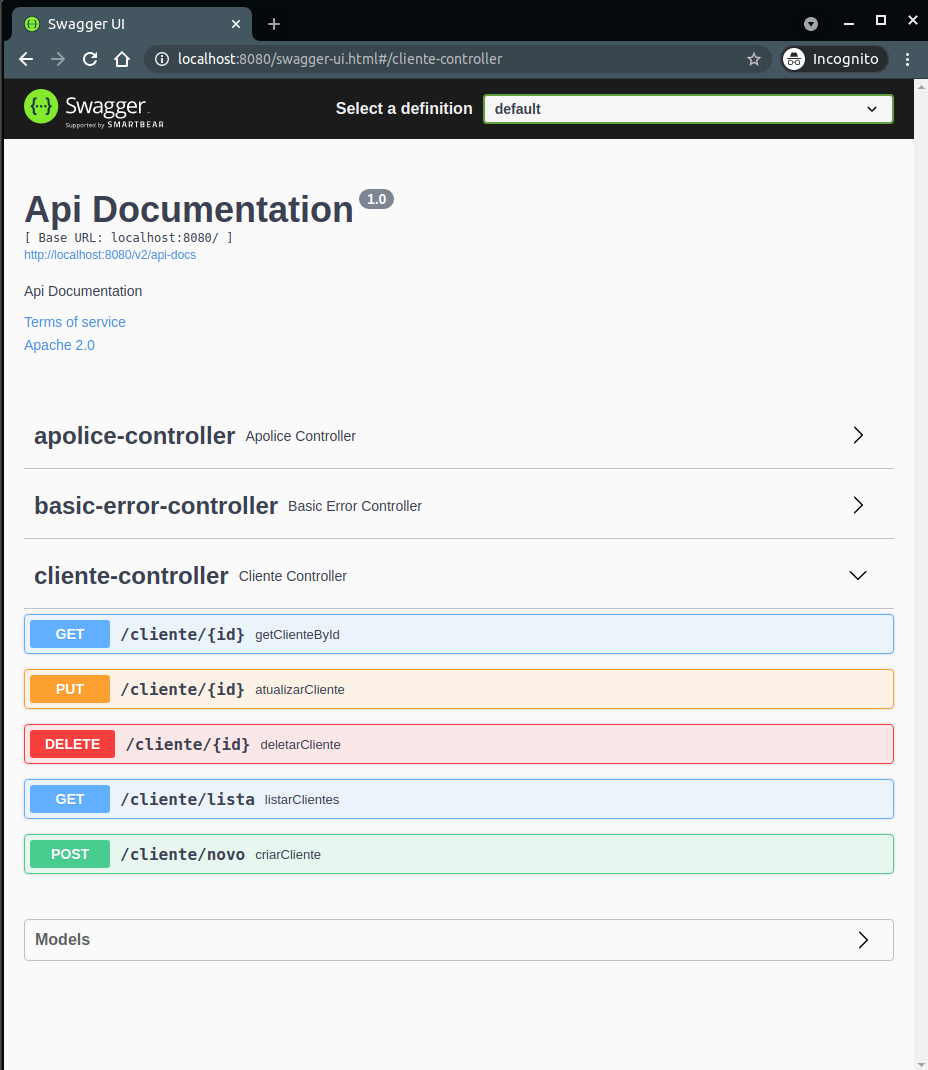 Swagger UI
localhost:8080/swagger-ui.html#/cliente-controller
Incognito
Swagger
Supported by SMARTBEAR
Select a definition
default
Api Documentation 1.0
[ Base URL: localhost:8080/ ]
http://localhost:8080/v2/api-docs
Api Documentation
Terms of service
Apache 2.0
apolice-controller Apolice Controller
basic-error-controller Basic Error Controller
cliente-controller Cliente Controller
GET /cliente/{id} getClienteById
PUT /cliente/{id} atualizarCliente
DELETE /cliente/{id} deletarCliente
GET /cliente/lista listarClientes
POST /cliente/novo criarCliente
Models